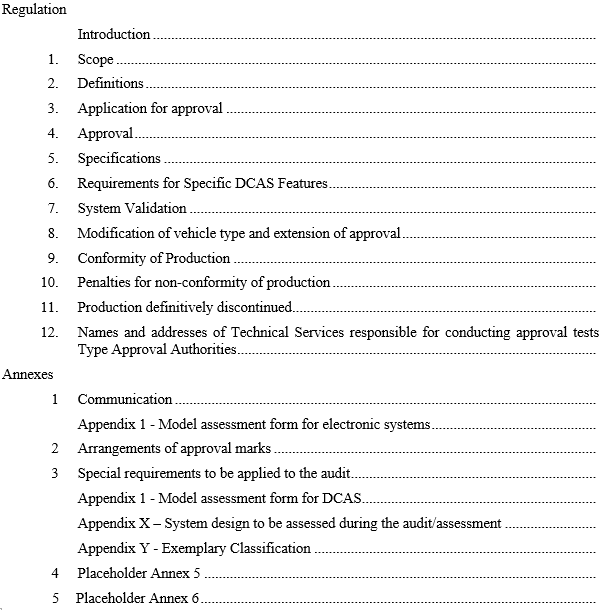 Regulation
Introduction
1. Scope
2. Definitions
3. Application for approval
4. Approval
5. Specifications
6. Requirements for Specific DCAS Features
7. System Validation
8. Modification of vehicle type and extension of approval
9. Conformity of Production
10. Penalties for non-conformity of production
11. Production definitively discontinued
12. Names and addresses of Technical Services responsible for conducting approval tests
Type Approval Authorities
Annexes
1 Communication
Appendix 1 - Model assessment form for electronic systems
2 Arrangements of approval marks
3 Special requirements to be applied to the audit
Appendix 1 - Model assessment form for DCAS
Appendix X – System design to be assessed during the audit/assessment
Appendix Y - Exemplary Classification
4 Placeholder Annex 5
5 Placeholder Annex 6